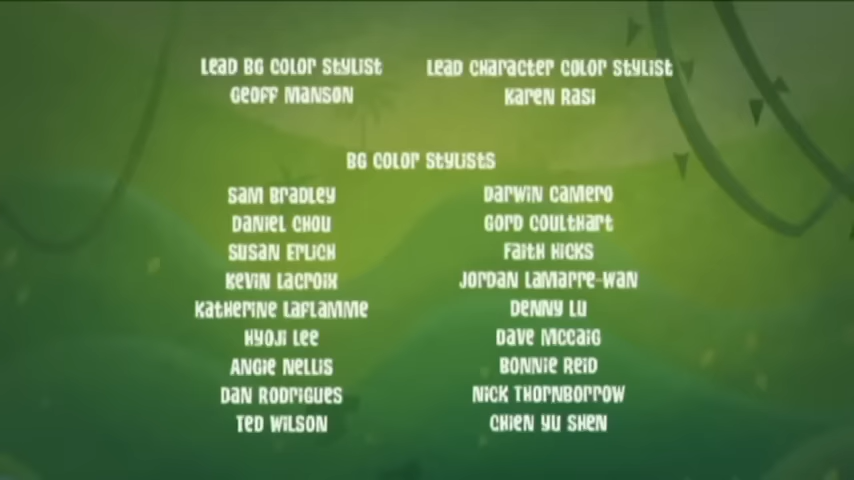 Lead BG Color Stylist
Geoff Manson
Lead Character Color Stylist
Karen Rasi
BG Color Stylists
Sam Bradley
Darwin Camero
Daniel Chou
Gord Coulthart
Susan Erlich
Faith Hicks
Kevin Lacroix
Jordan Lamarre-Wan
Katherine Laflamme
Denny Lu
Hyoji Lee
Dave McCaig
Angie Nellis
Bonnie Reid
Dan Rodrigues
Nick Thornborrow
Ted Wilson
Chien Yu Shen